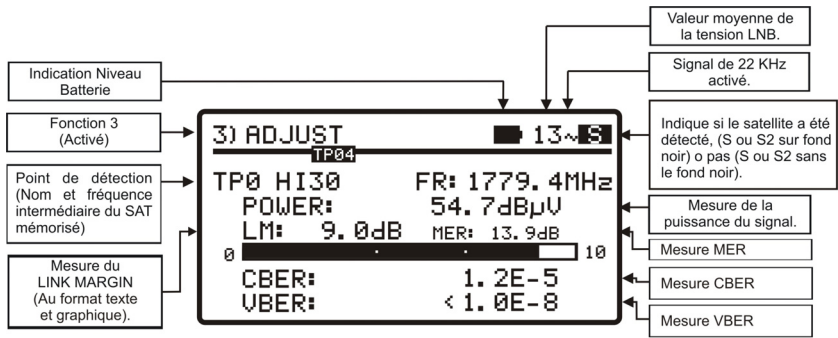 Valeur moyenne de
la tension LNB.
Signal de 22 KHz
activé.
Indication Niveau
Batterie
Fonction 3
(Activé)
Point de détection
(Nom et fréquence
intermédiaire du SAT
mémorisé)
Mesure du
LINK MARGIN
(Au format texte
et graphique).
3) ADJUST 13~ S
TP04
TP0 HI30 FR: 1779.4MHz
POWER: 54.7dBµV
LM: 9.0dB MER: 13.9dB
0 10
CBER: 1.2E-5
VBER: <1.0E-8
Indique si le satellite a été
détecté, (S ou S2 sur fond
noir) o pas (S ou S2 sans
le fond noir).
Mesure de la
puissance du signal.
Mesure MER
Mesure CBER
Mesure VBER